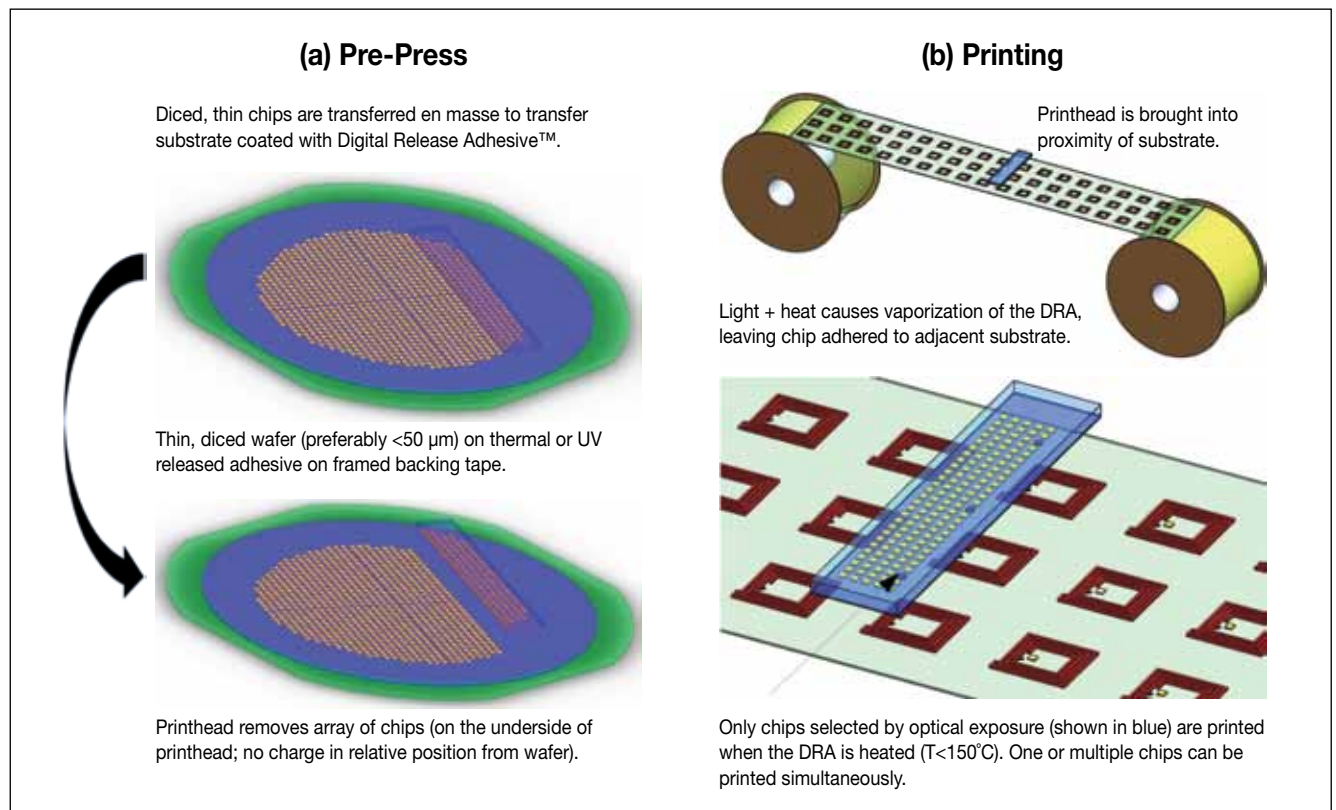 (a) Pre-Press
Diced, thin chips are transferred en masse to transfer
substrate coated with Digital Release Adhesive™.
Thin, diced wafer (preferably <50 µm) on thermal or UV
released adhesive on framed backing tape.
Printhead removes array of chips (on the underside of
printhead; no charge in relative position from wafer).
(b) Printing
Printhead is brought into
proximity of substrate.
Light + heat causes vaporization of the DRA,
leaving chip adhered to adjacent substrate.
Only chips selected by optical exposure (shown in blue) are printed
when the DRA is heated (T<150˚C). One or multiple chips can be
printed simultaneously.